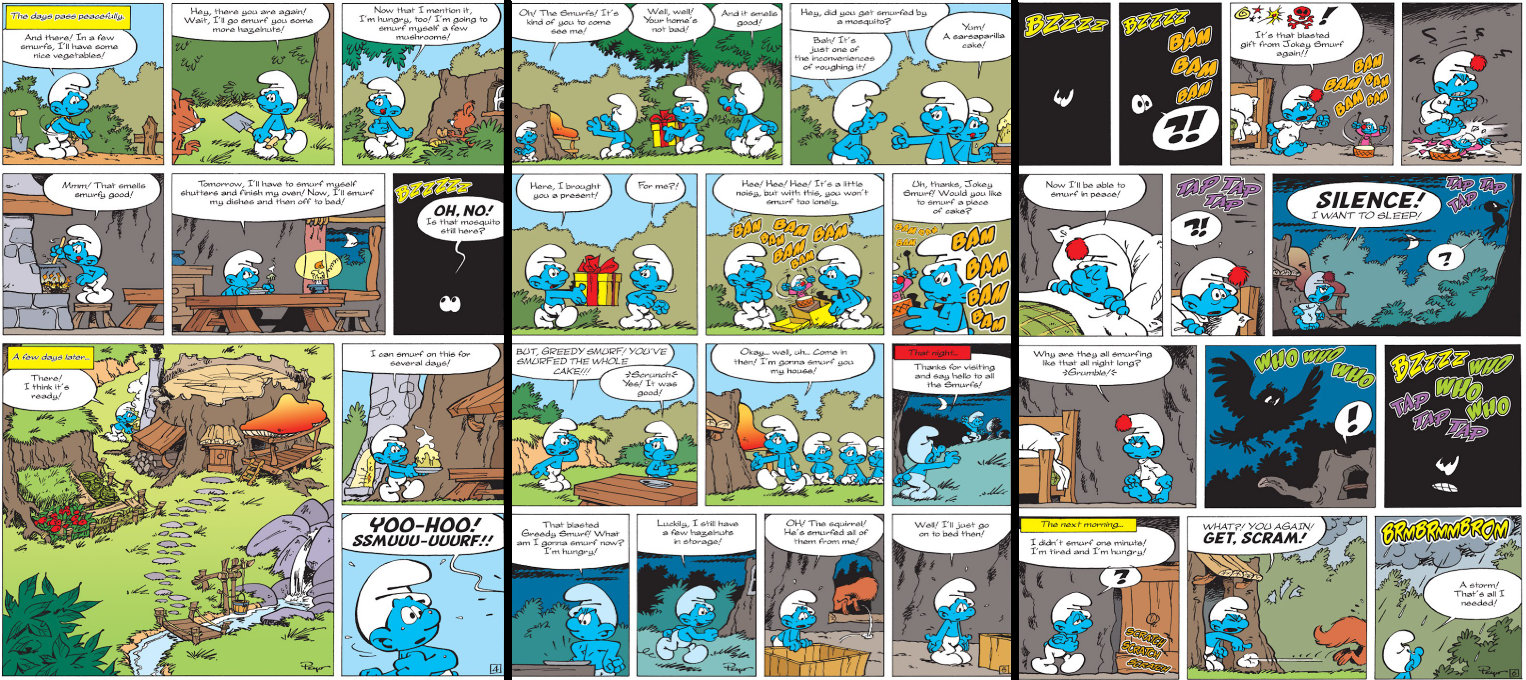 The days pass peacefully.
And there! In a few
smurfs, I'll have some
nice vegetables!
Hey, there you are again!
Wait, I'll go smurf you some
more hazelnuts!
Now that I mention it,
I'm hungry, too! I'm going to
smurf myself a few
mushrooms!
Mmm! That smells
smurfy good!
Tomorrow, I'll have to smurf myself
shutters and finish my oven! Now, I'll smurf
my dishes and then off to bed!
BZZZZZ
OH, NO!
Is that mosquito
still here?
A few days later...
There!
I think it's
ready!
I can smurf on this for
several days!
YOO-HOO!
SSMUUU-UUURF!!
Peyo
4
Oh! The Smurfs! It's
kind of you to come
see me!
Well, well!
Your home's
not bad!
And it smells
good!
Hey, did you get smurfed by
a mosquito?
Bah! It's
just one of
the inconveniences
of roughing it!
Yum!
A sarsaparilla
cake!
Here, I brought
you a present!
For me?!
Hee! Hee! Hee! It's a little
noisy, but with this, you won't
smurf too lonely.
BAM BAM BAM
BAM BAM
BAM
BAM
Uh, thanks, Jokey
Smurf! Would you like
to smurf a piece
of cake?
BAM BAM
BAM
BAM
BAM
BAM
BAM
BUT, GREEDY SMURF! YOU'VE
SMURFED THE WHOLE
CAKE!!!
Scrunch
Yes! It was
good!
Okay... well, uh... Come in
then! I'm gonna smurf you
my house!
That night...
Thanks for visiting
and say hello to all
the Smurfs!
That blasted
Greedy Smurf! What
am I gonna smurf now?
I'm hungry!
Luckily, I still have
a few hazelnuts
in storage!
OH! The squirrel!
He's smurfed all of
them from me!
Well! I'll just go
on to bed then!
Peyo
BZZZZ
BZZZZ
BAM
BAM
BAM
BAM
?!
!
It's that blasted
gift from Jokey Smurf
again!!
BAM
BAM BAM
BAM BAM
Now I'll be able to
smurf in peace!
TAP TAP
TAP
?!
SILENCE!
I WANT TO SLEEP!
TAP TAP
TAP
?
Why are they all smurfing
like that all night long?
Grumble!
WHO WHO
WHO
!
BZZZZ WHO
WHO
TAP WHO
TAP TAP
The next morning...
I didn't smurf one minute!
I'm tired and I'm hungry!
?
SCRATCH
SCRATCH
SCRATCH
WHAT?! YOU AGAIN!
GET, SCRAM!
BRMBRMMBROM
A storm!
That's all I
needed!
Peyo
6